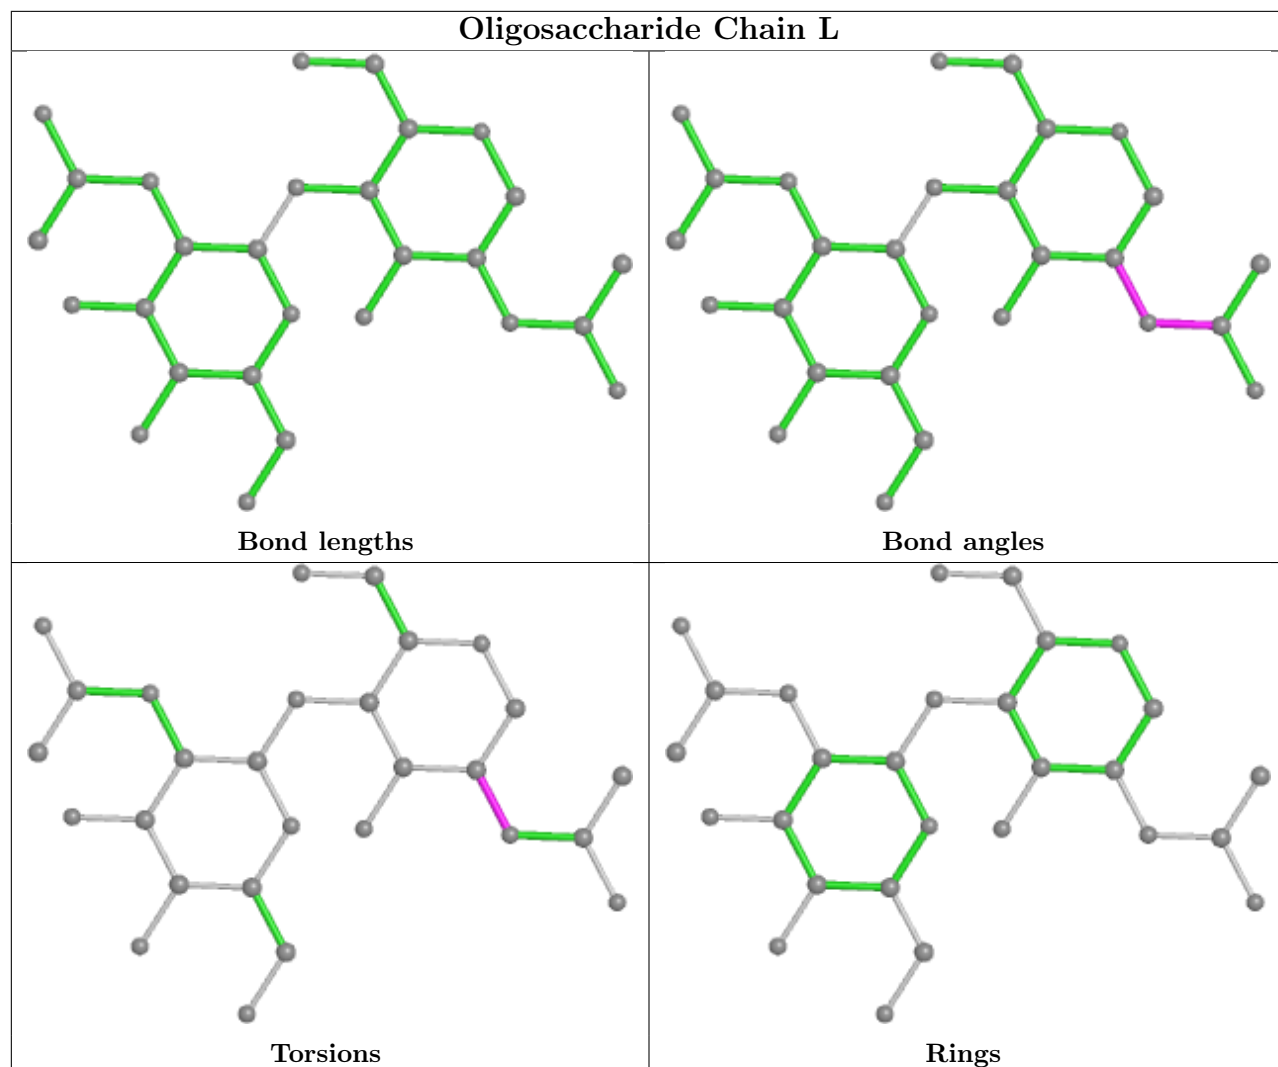 Oligosaccharide Chain L
Bond lengths
Bond angles
Torsions
Rings